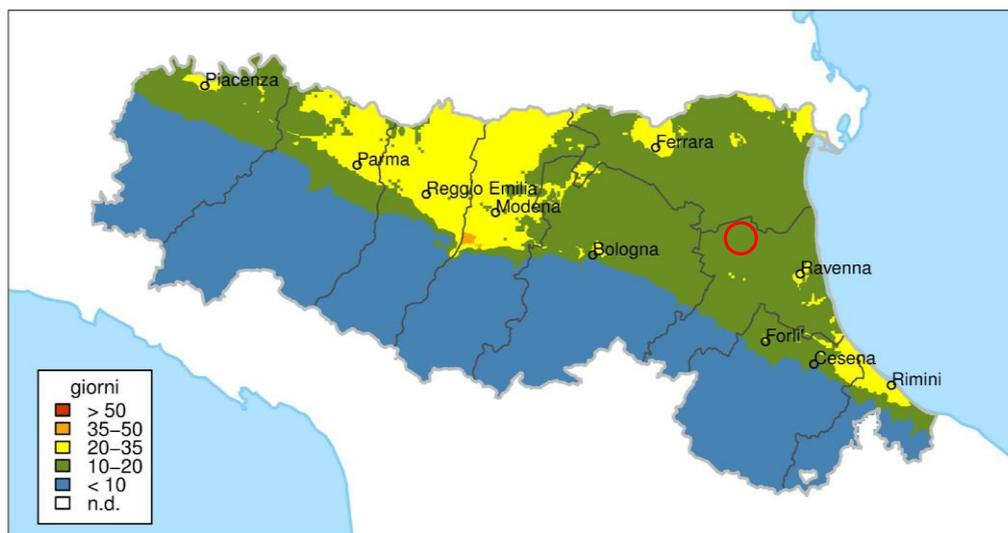 Piacenza
Parma
Reggio Emilia
Modena
Ferrara
Bologna
Ravenna
Forli'
Cesena
Rimini
giorni
> 50
35–50
20–35
10–20
< 10
n.d.